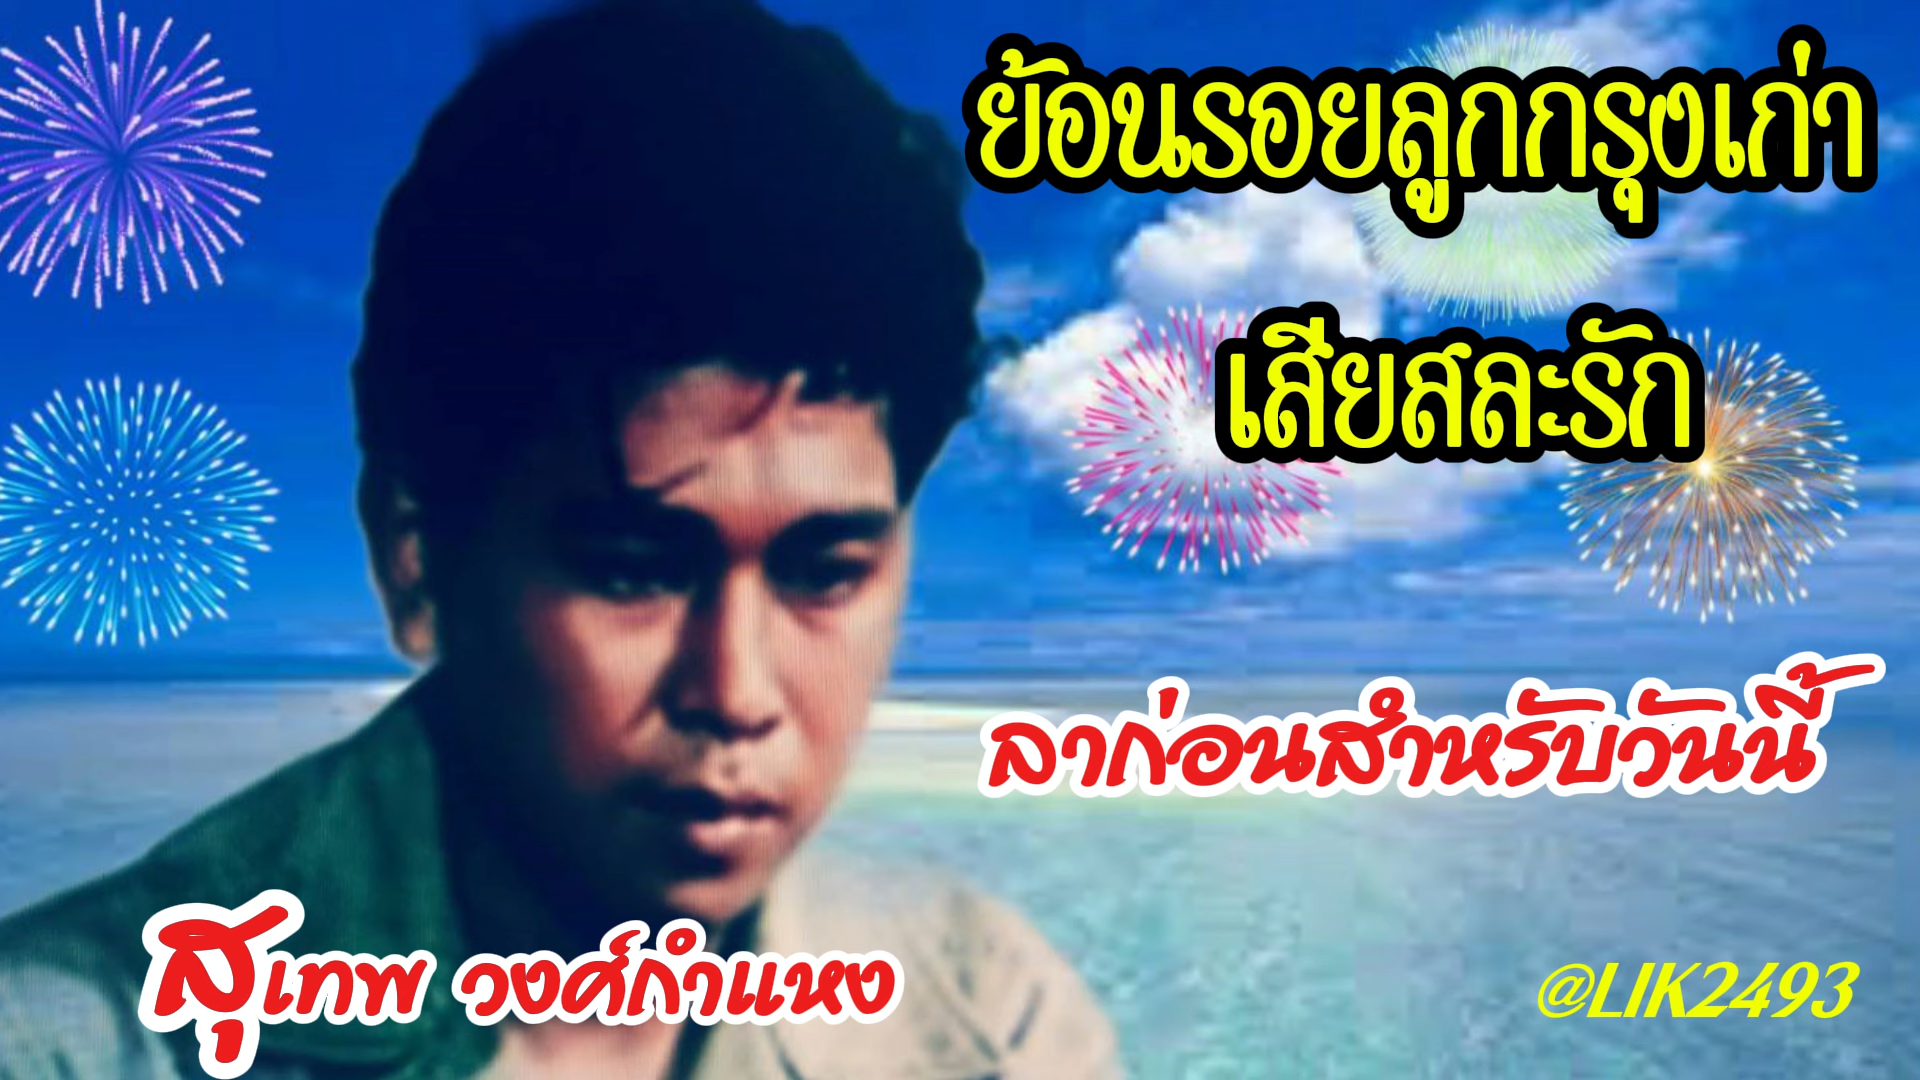 ย้อนรอยลูกกรุงเก่า
เสียสละรัก
ลาก่อนสำหรับวันนี้
สุเทพ วงศ์กำแหง
@LIK2493